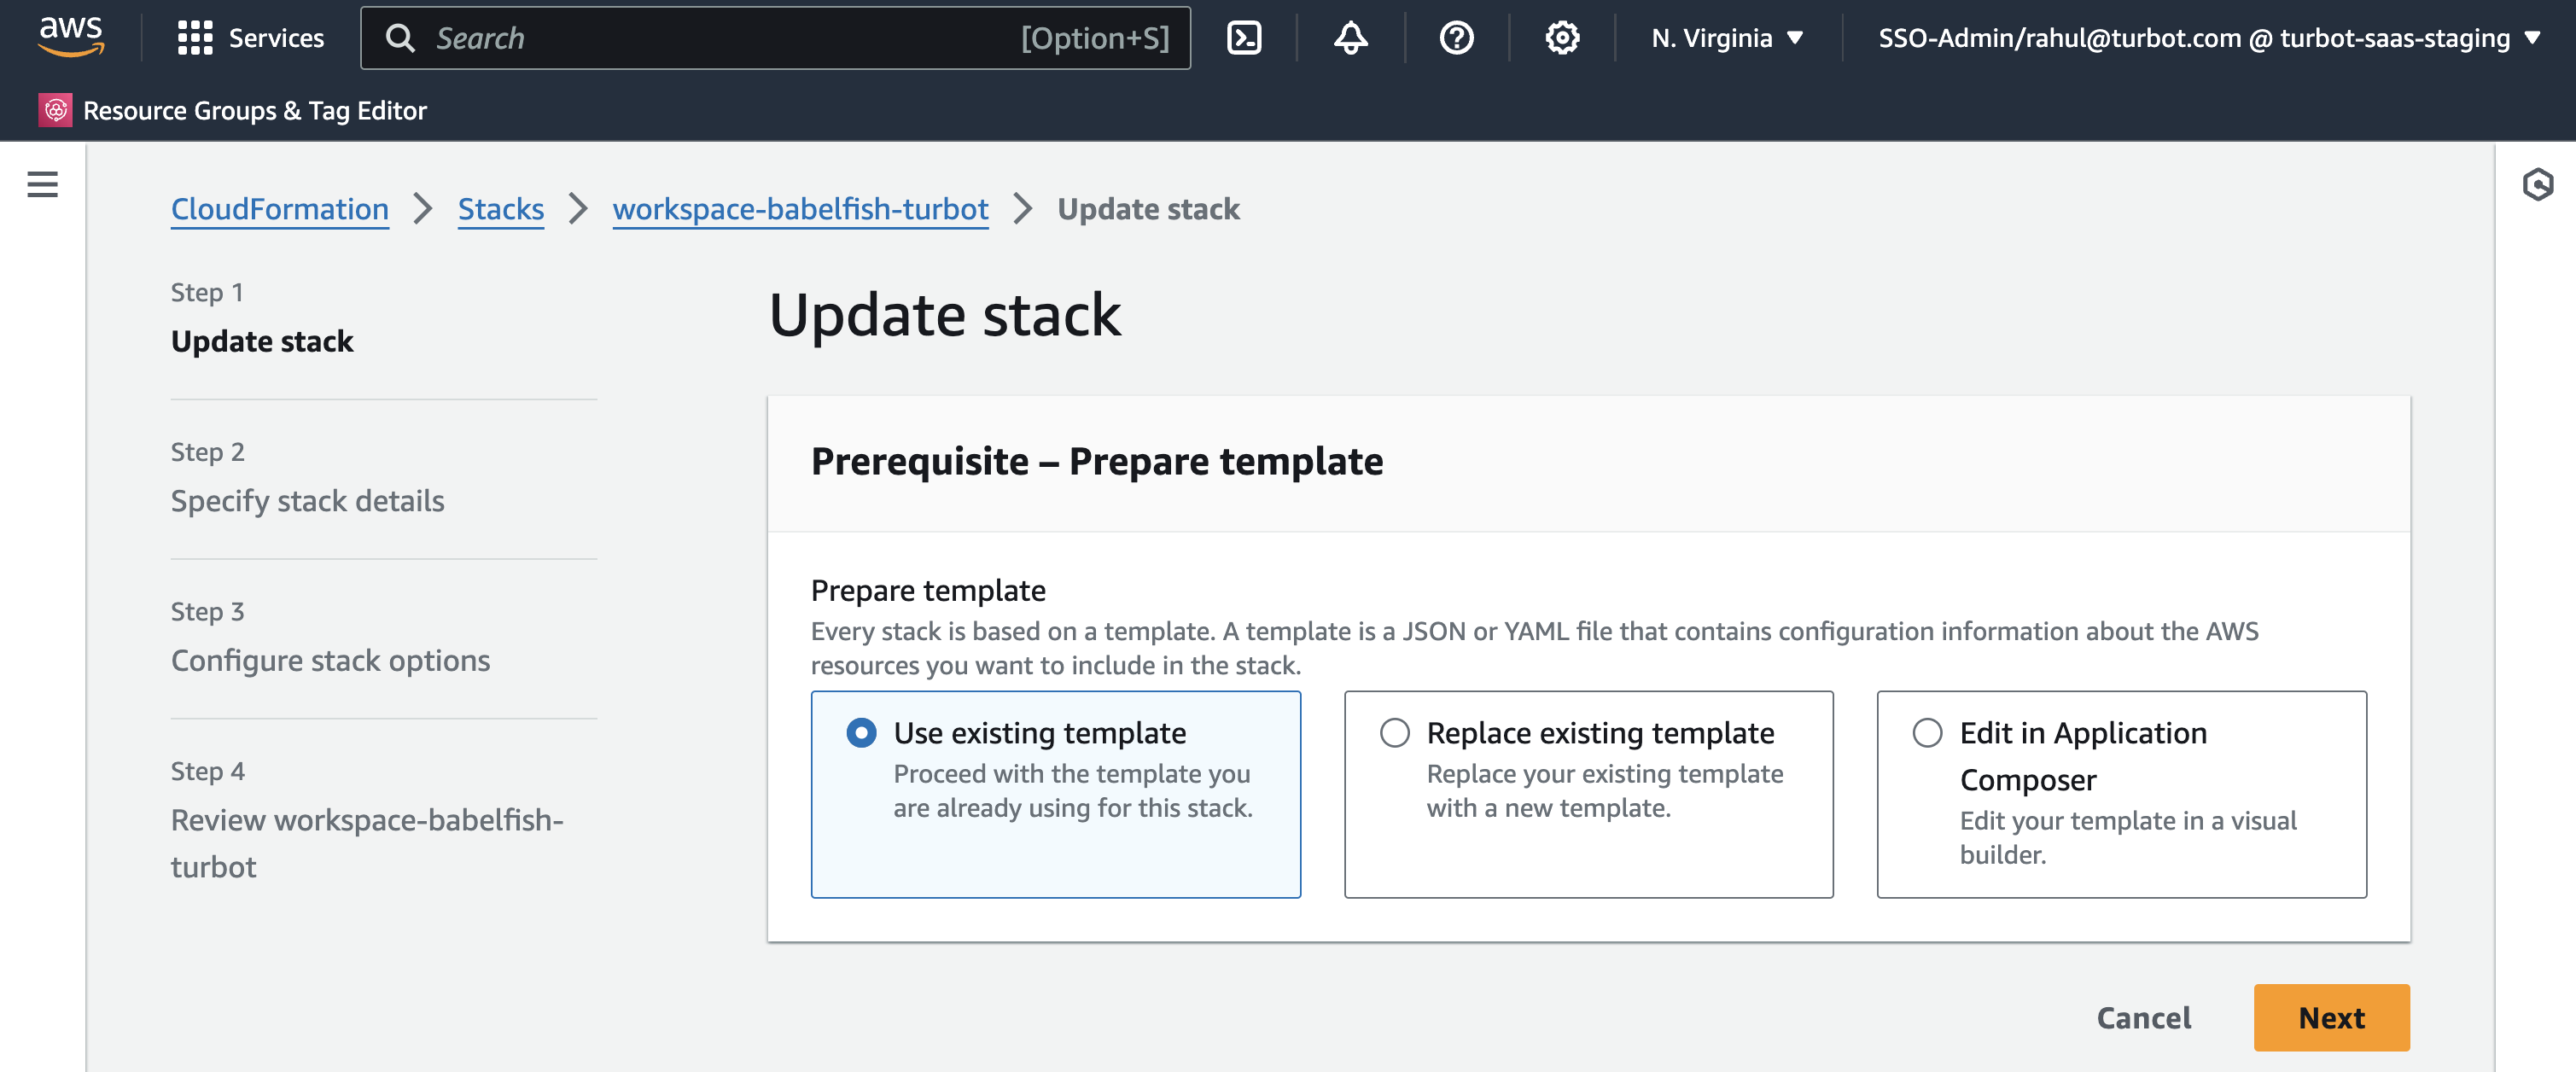 aws
Services
Search
[Option+S]
N. Virginia
SSO-Admin/rahul@turbot.com @ turbot-saas-staging
Resource Groups & Tag Editor
CloudFormation
Stacks
workspace-babelfish-turbot
Update stack
Step 1
Update stack
Step 2
Specify stack details
Step 3
Configure stack options
Step 4
Review workspace-babelfish-
turbot
Update stack
Prerequisite – Prepare template
Prepare template
Every stack is based on a template. A template is a JSON or YAML file that contains configuration information about the AWS
resources you want to include in the stack.
Use existing template
Proceed with the template you
are already using for this stack.
Replace existing template
Replace your existing template
with a new template.
Edit in Application
Composer
Edit your template in a visual
builder.
Cancel
Next